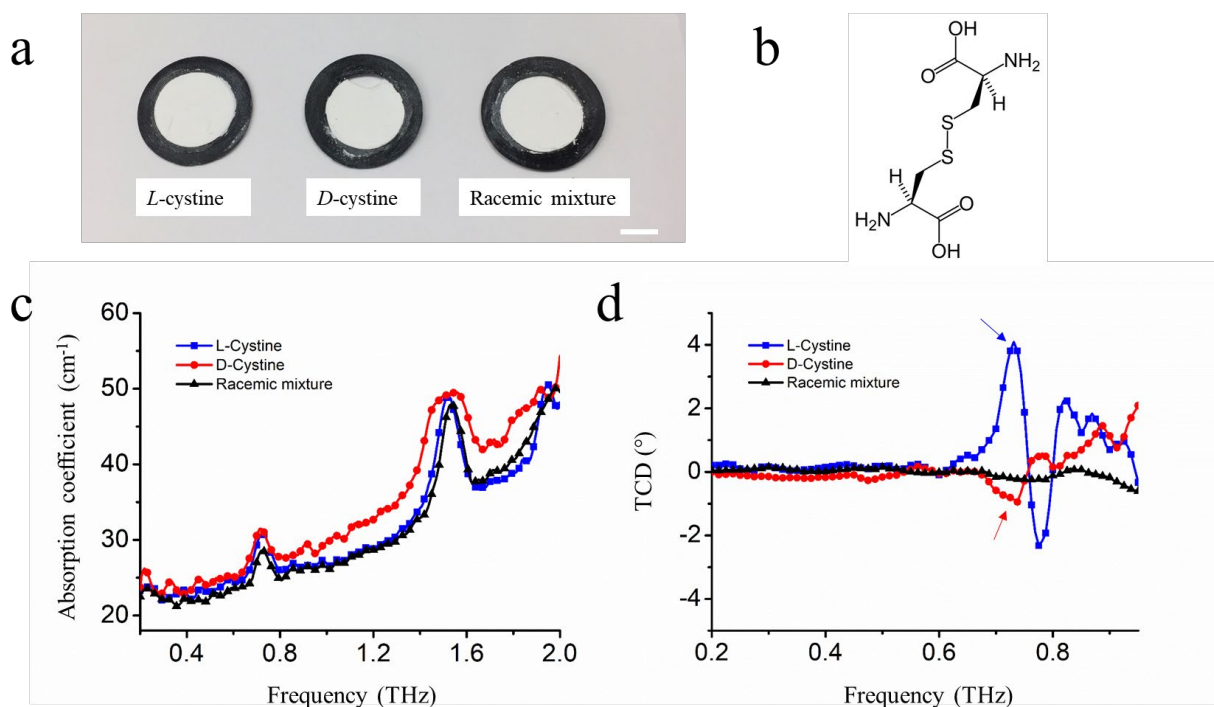 a
L-cystine
D-cystine
Racemic mixture
b
OH
O
NH₂
H
S
S
H
O
H₂N
OH
c
60
50
40
30
20
Absorption coefficient (cm⁻¹)
L-Cystine
D-Cystine
Racemic mixture
0.4
0.8
1.2
1.6
2.0
Frequency (THz)
d
4
2
0
-2
-4
TCD (°)
L-Cystine
D-Cystine
Racemic mixture
0.2
0.4
0.6
0.8
Frequency (THz)